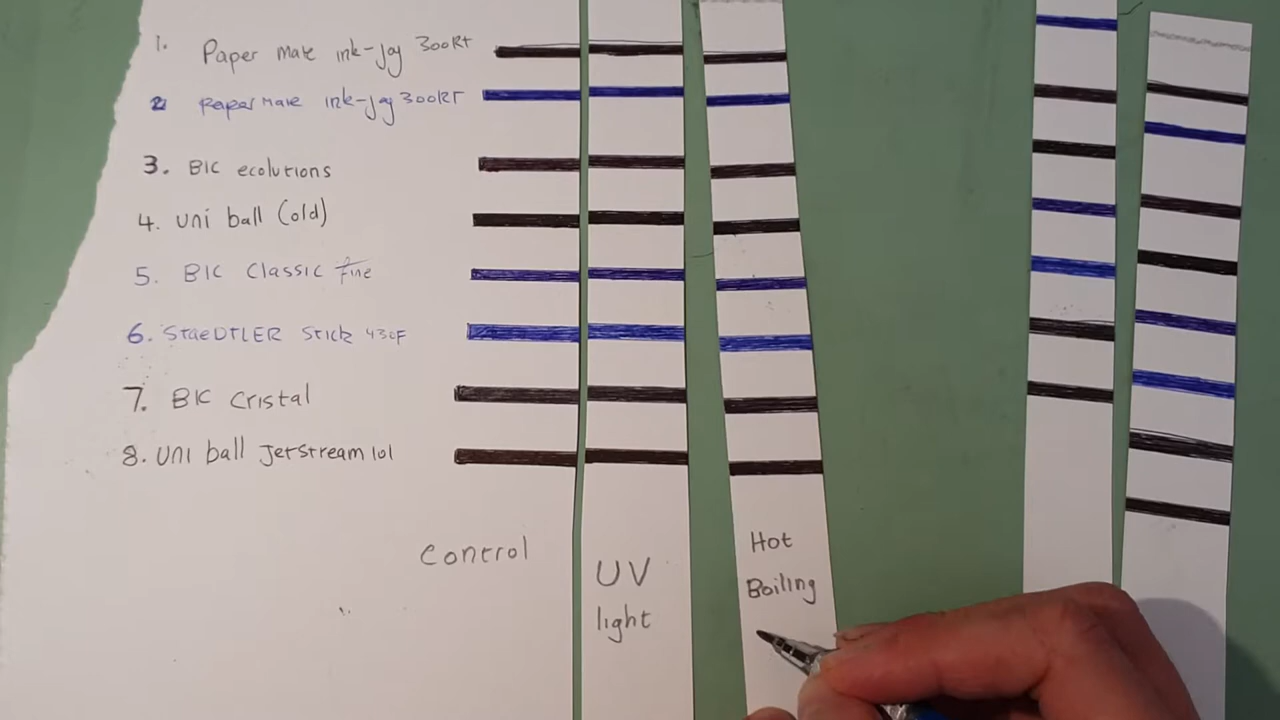 1. Paper mate ink-joy 300RT
2 Paper Mate ink-joy 300RT
3. BIC ecolutions
4. uni ball (old)
5. BIC Classic fine
6. STaeDTLER STick 430F
7. BIC Cristal
8. uni ball Jetstream 101
Control
UV
light
Hot
Boiling